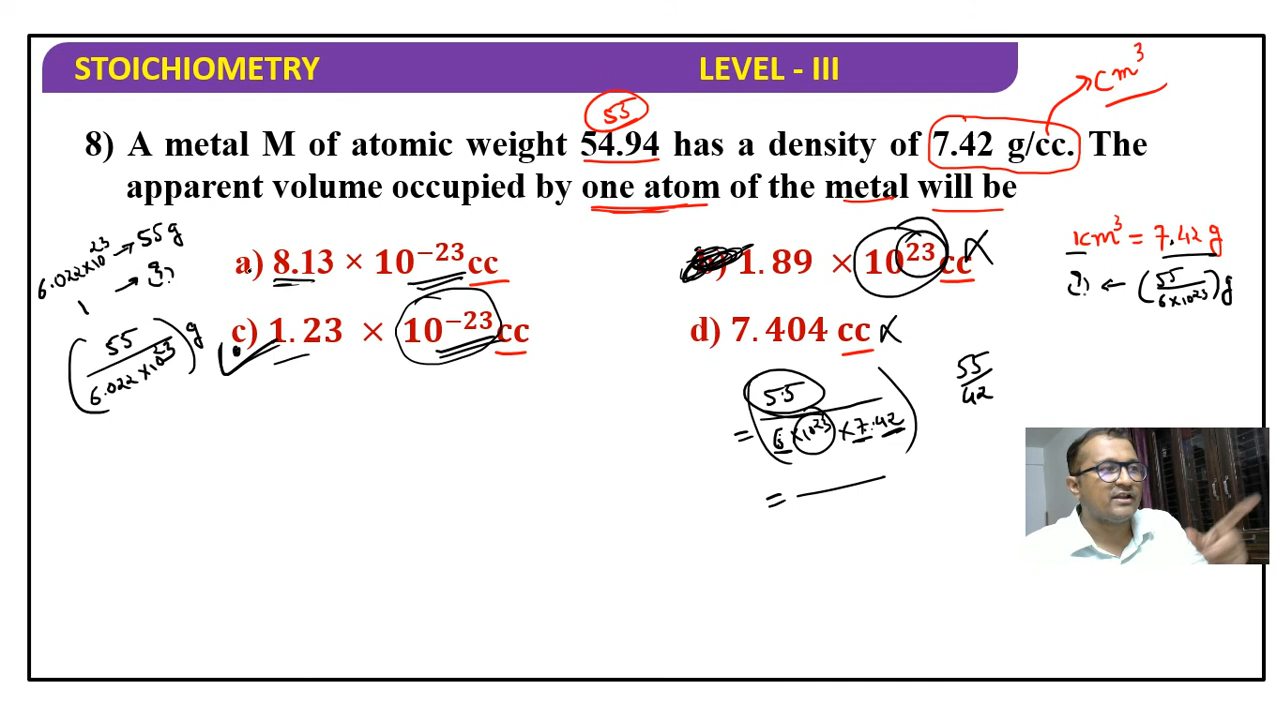 STOICHIOMETRY LEVEL - III
cm³
55
8) A metal M of atomic weight 54.94 has a density of 7.42 g/cc. The
apparent volume occupied by one atom of the metal will be
6.022×10²³ → 55g
1 → ?
(55 / 6.022×10²³) g
1cm³ = 7.42 g
? ← (55 / 6×10²³) g
a) 8.13 × 10⁻²³ cc
1.89 × 10²³ cc ×
c) 1.23 × 10⁻²³ cc
d) 7.404 cc ×
= (55 / 6×10²³×7.42)
55 / 42
=